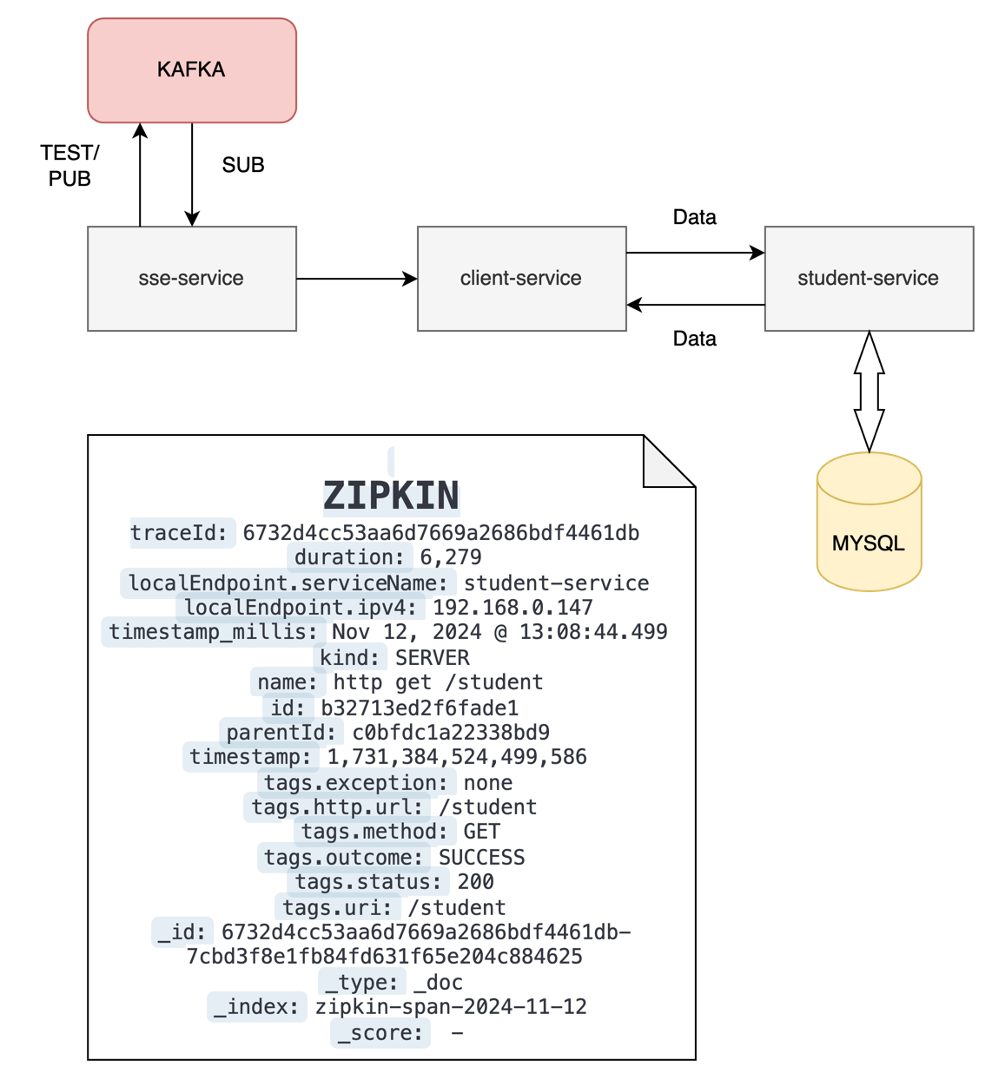 KAFKA
TEST/
PUB
SUB
sse-service
client-service
Data
Data
student-service
MYSQL
ZIPKIN
traceId: 6732d4cc53aa6d7669a2686bdf4461db
duration: 6,279
localEndpoint.serviceName: student-service
localEndpoint.ipv4: 192.168.0.147
timestamp_millis: Nov 12, 2024 @ 13:08:44.499
kind: SERVER
name: http get /student
id: b32713ed2f6fade1
parentId: c0bfdc1a22338bd9
timestamp: 1,731,384,524,499,586
tags.exception: none
tags.http.url: /student
tags.method: GET
tags.outcome: SUCCESS
tags.status: 200
tags.uri: /student
_id: 6732d4cc53aa6d7669a2686bdf4461db-
7cbd3f8e1fb84fd631f65e204c884625
_type: _doc
_index: zipkin-span-2024-11-12
_score: -